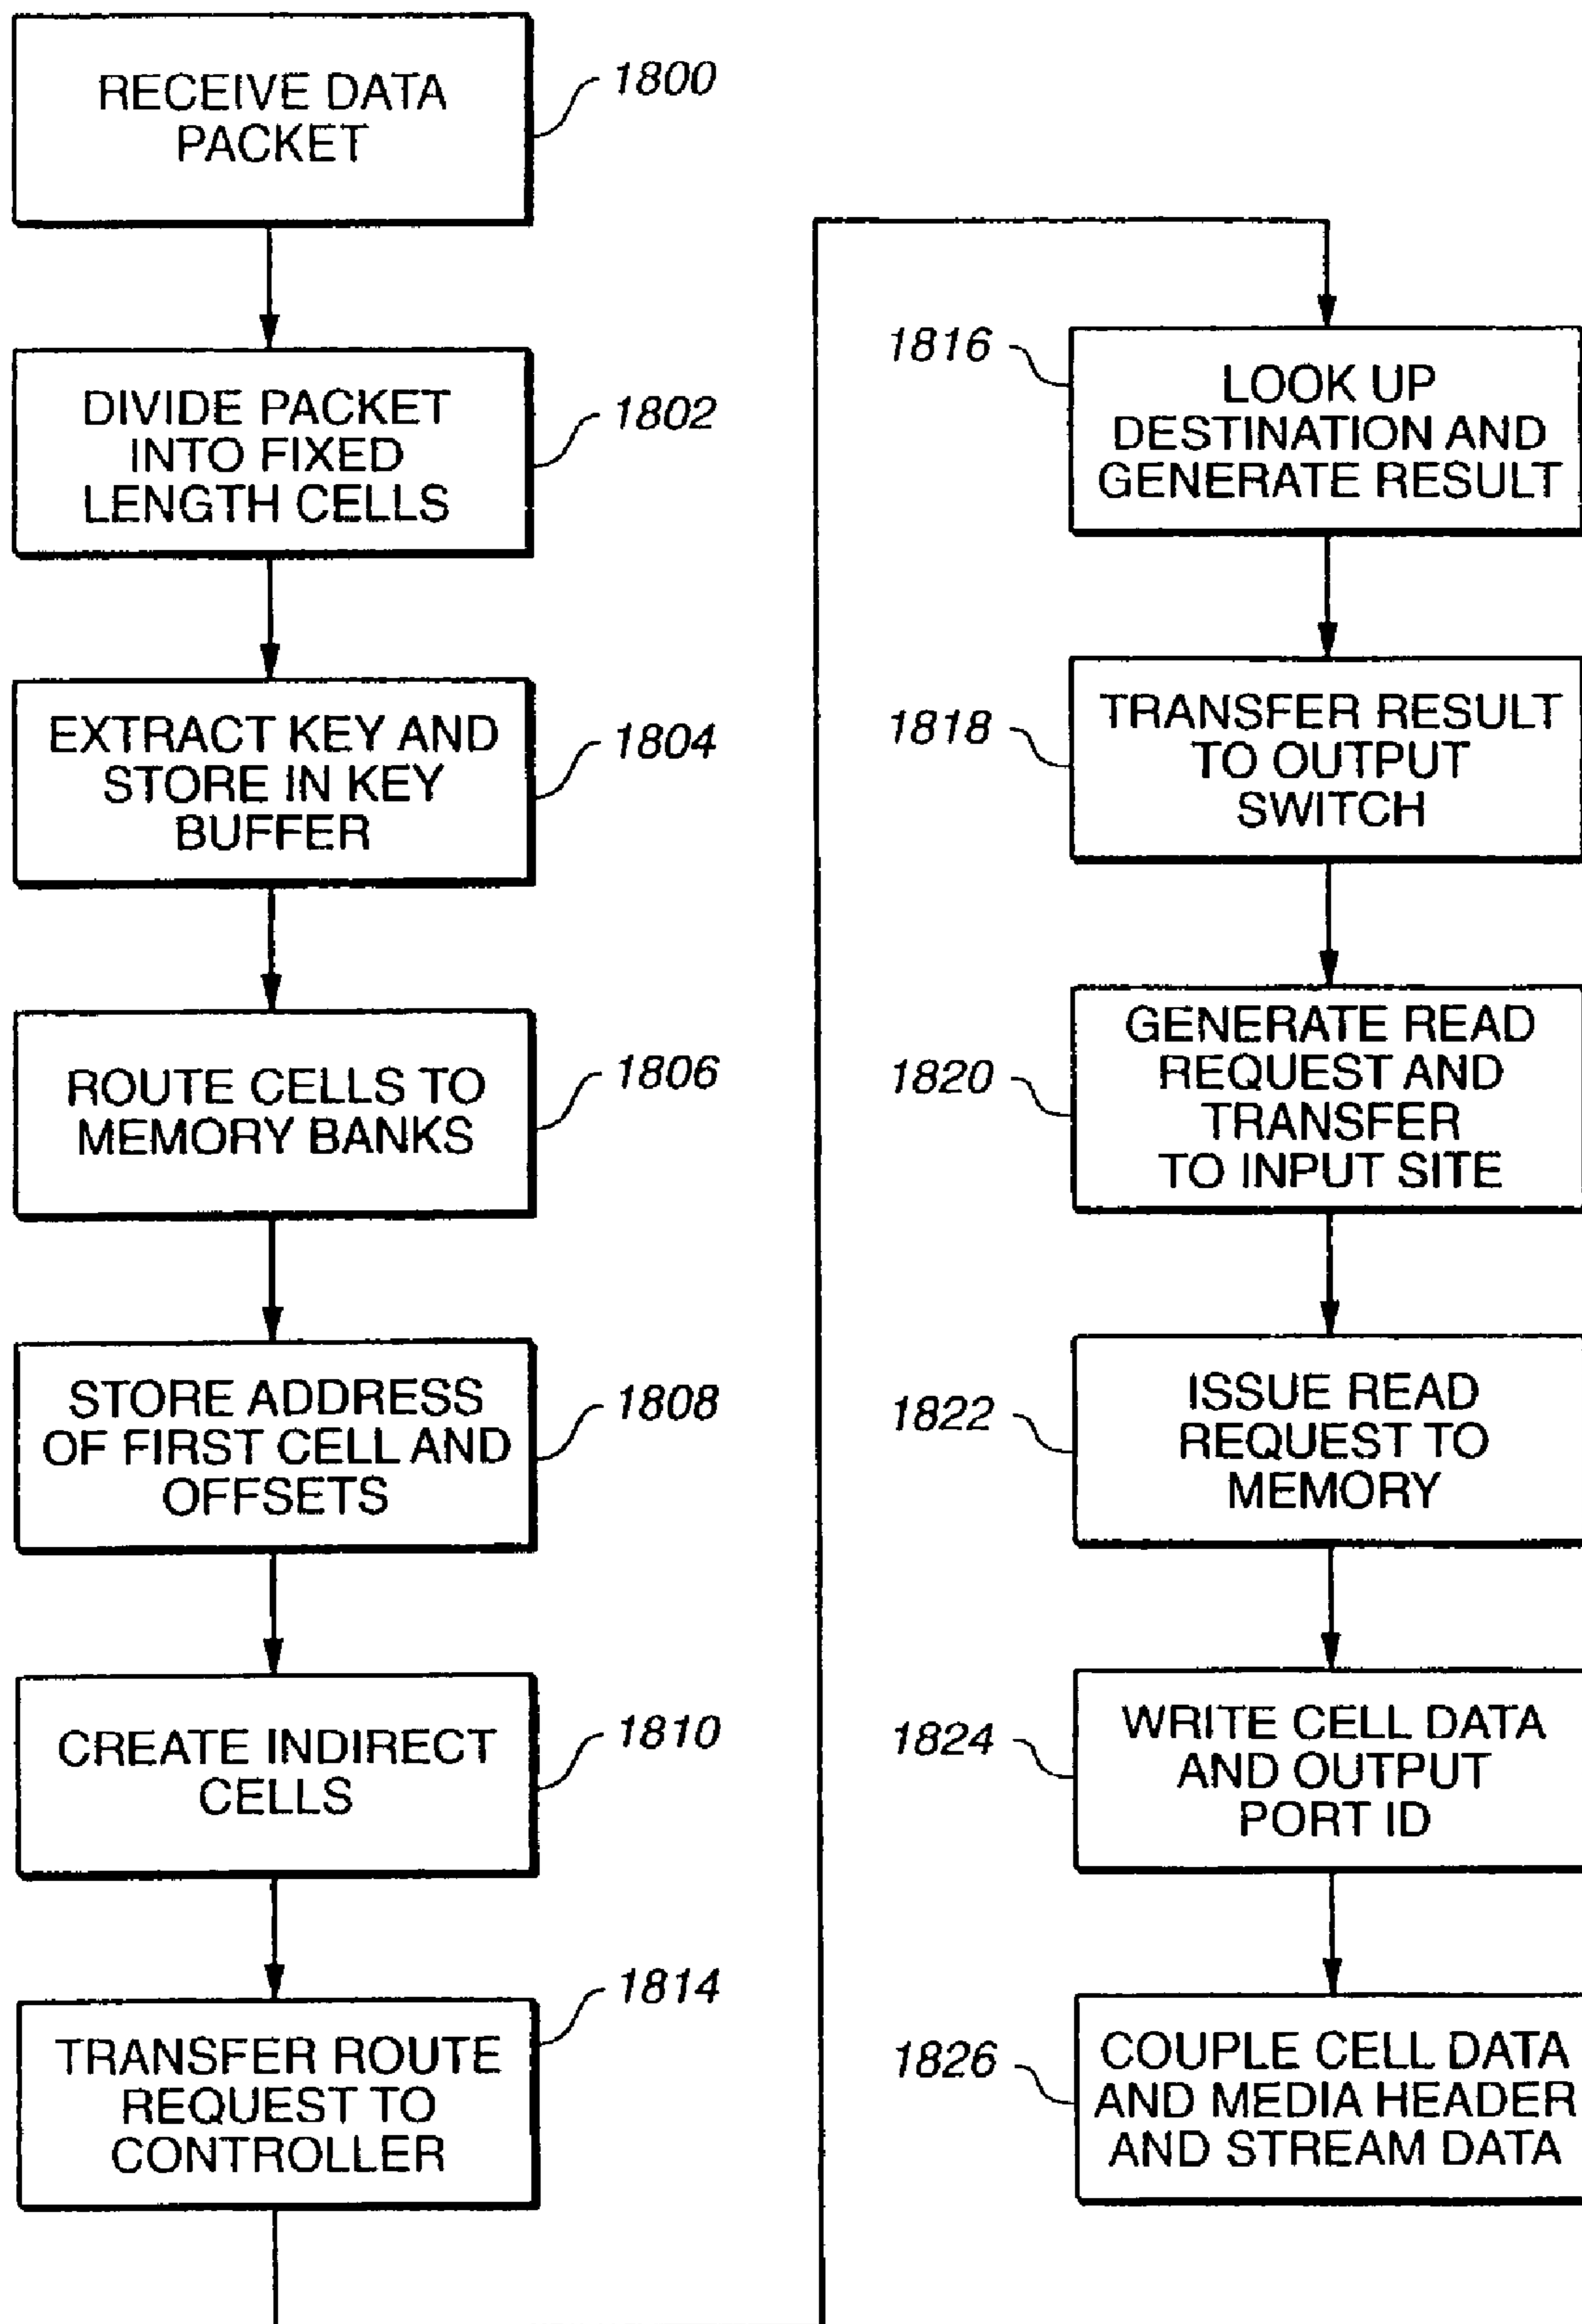 RECEIVE DATA
PACKET
1800
DIVIDE PACKET
INTO FIXED
LENGTH CELLS
1802
EXTRACT KEY AND
STORE IN KEY
BUFFER
1804
ROUTE CELLS TO
MEMORY BANKS
1806
STORE ADDRESS
OF FIRST CELL AND
OFFSETS
1808
CREATE INDIRECT
CELLS
1810
TRANSFER ROUTE
REQUEST TO
CONTROLLER
1814
1816
LOOK UP
DESTINATION AND
GENERATE RESULT
1818
TRANSFER RESULT
TO OUTPUT
SWITCH
1820
GENERATE READ
REQUEST AND
TRANSFER
TO INPUT SITE
1822
ISSUE READ
REQUEST TO
MEMORY
1824
WRITE CELL DATA
AND OUTPUT
PORT ID
1826
COUPLE CELL DATA
AND MEDIA HEADER
AND STREAM DATA